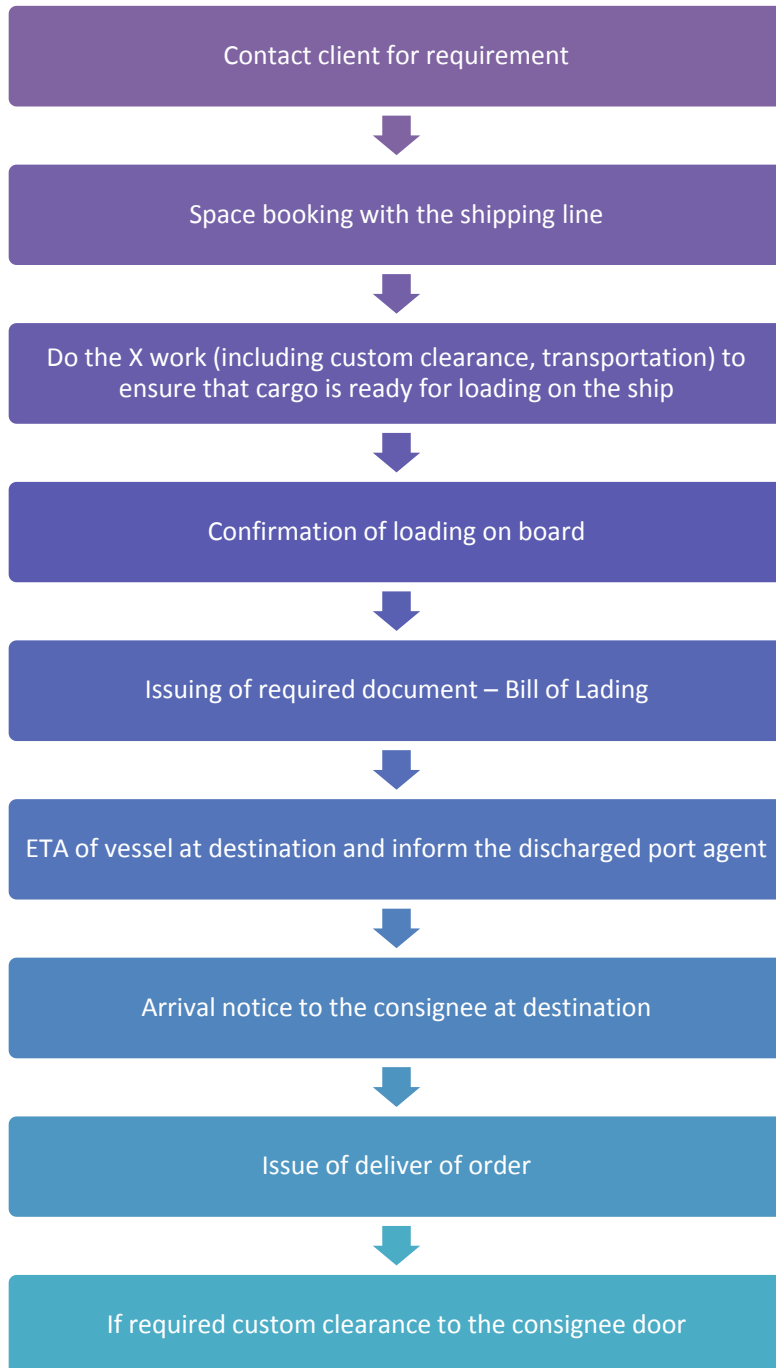 Contact client for requirement
Space booking with the shipping line
Do the X work (including custom clearance, transportation) to
ensure that cargo is ready for loading on the ship
Confirmation of loading on board
Issuing of required document – Bill of Lading
ETA of vessel at destination and inform the discharged port agent
Arrival notice to the consignee at destination
Issue of deliver of order
If required custom clearance to the consignee door